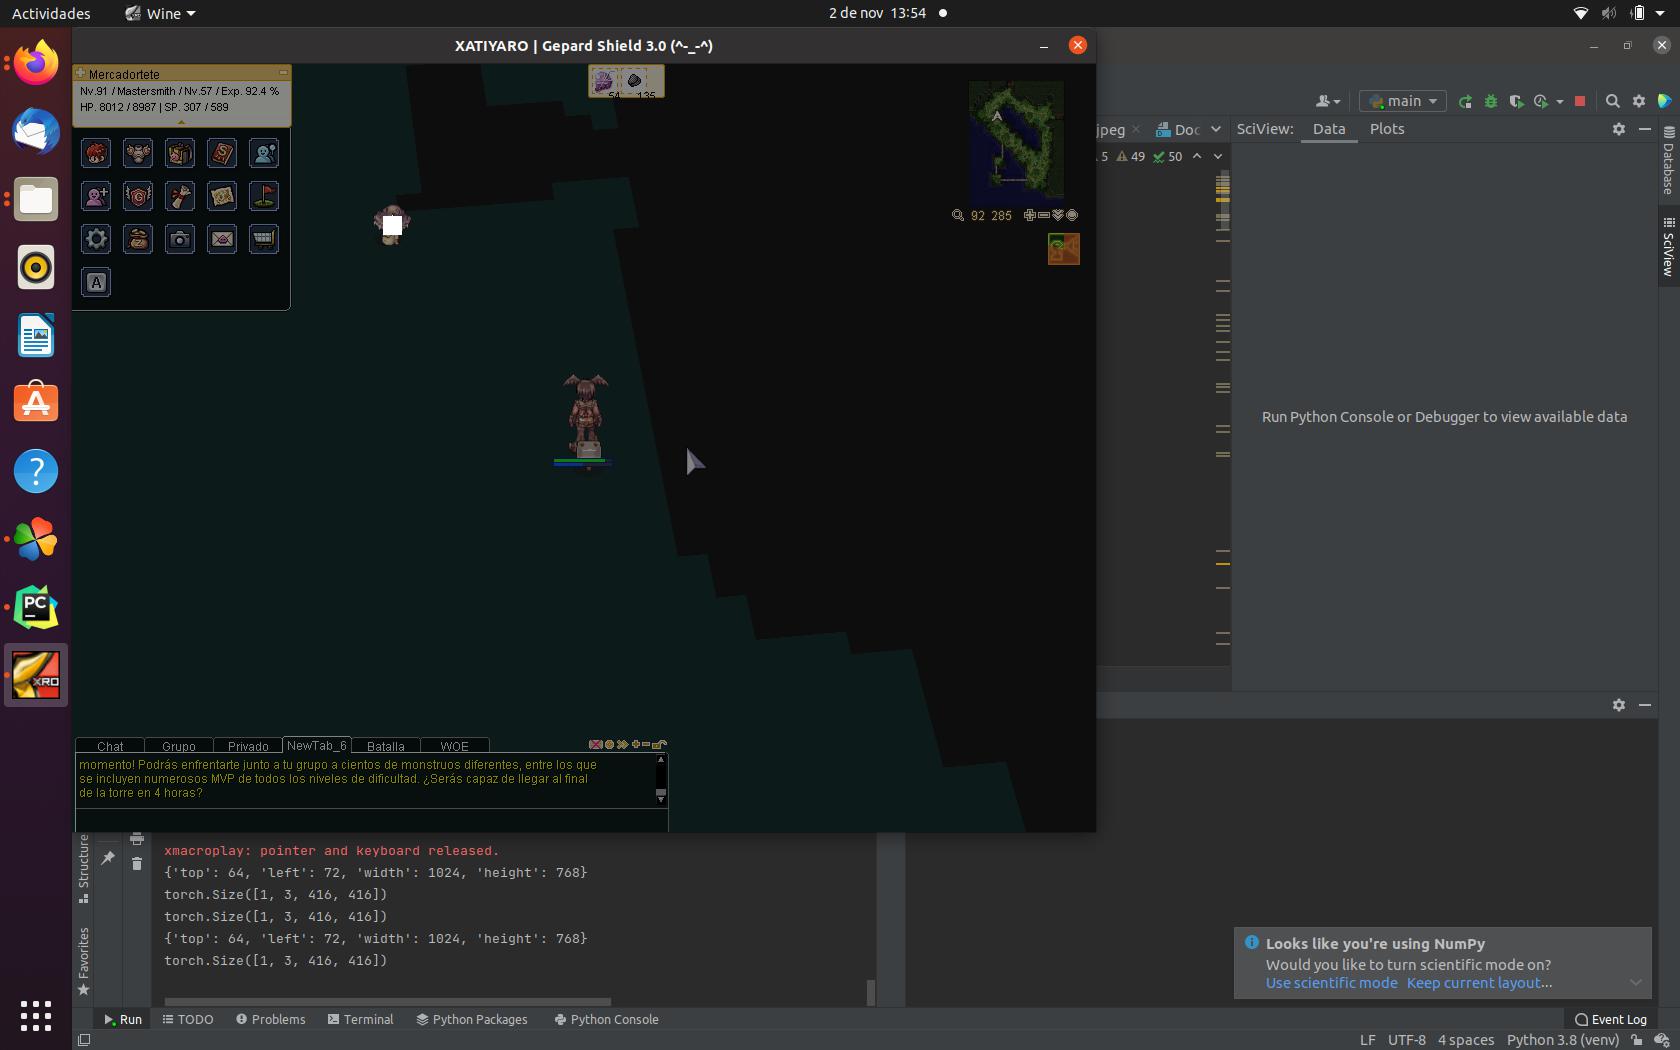 Actividades
Wine
2 de nov 13:54
XATIYARO | Gepard Shield 3.0 (^-_-^)
Mercadortete
Nv.91 / Mastersmith / Nv.57 / Exp. 92.4 %
HP. 8012 / 8987 | SP. 307 / 589
54 135
92 285
A
main
jpeg
Doc
SciView: Data Plots
5 49 50
Database
SciView
Run Python Console or Debugger to view available data
PC
XRO
Chat Grupo Privado NewTab_6 Batalla WOE
momento! Podrás enfrentarte junto a tu grupo a cientos de monstruos diferentes, entre los que
se incluyen numerosos MVP de todos los niveles de dificultad. ¿Serás capaz de llegar al final
de la torre en 4 horas?
Structure
Favorites
xmacroplay: pointer and keyboard released.
{'top': 64, 'left': 72, 'width': 1024, 'height': 768}
torch.Size([1, 3, 416, 416])
torch.Size([1, 3, 416, 416])
{'top': 64, 'left': 72, 'width': 1024, 'height': 768}
torch.Size([1, 3, 416, 416])
Looks like you're using NumPy
Would you like to turn scientific mode on?
Use scientific mode Keep current layout...
Run TODO Problems Terminal Python Packages Python Console Event Log
LF UTF-8 4 spaces Python 3.8 (venv)